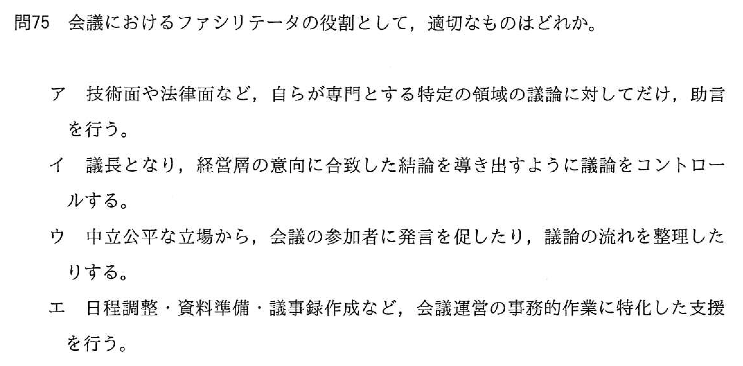 問75　会議におけるファシリテータの役割として，適切なものはどれか。
ア　技術面や法律面など，自らが専門とする特定の領域の議論に対してだけ，助言
を行う。
イ　議長となり，経営層の意向に合致した結論を導き出すように議論をコントロー
ルする。
ウ　中立公平な立場から，会議の参加者に発言を促したり，議論の流れを整理した
りする。
エ　日程調整・資料準備・議事録作成など，会議運営の事務的作業に特化した支援
を行う。